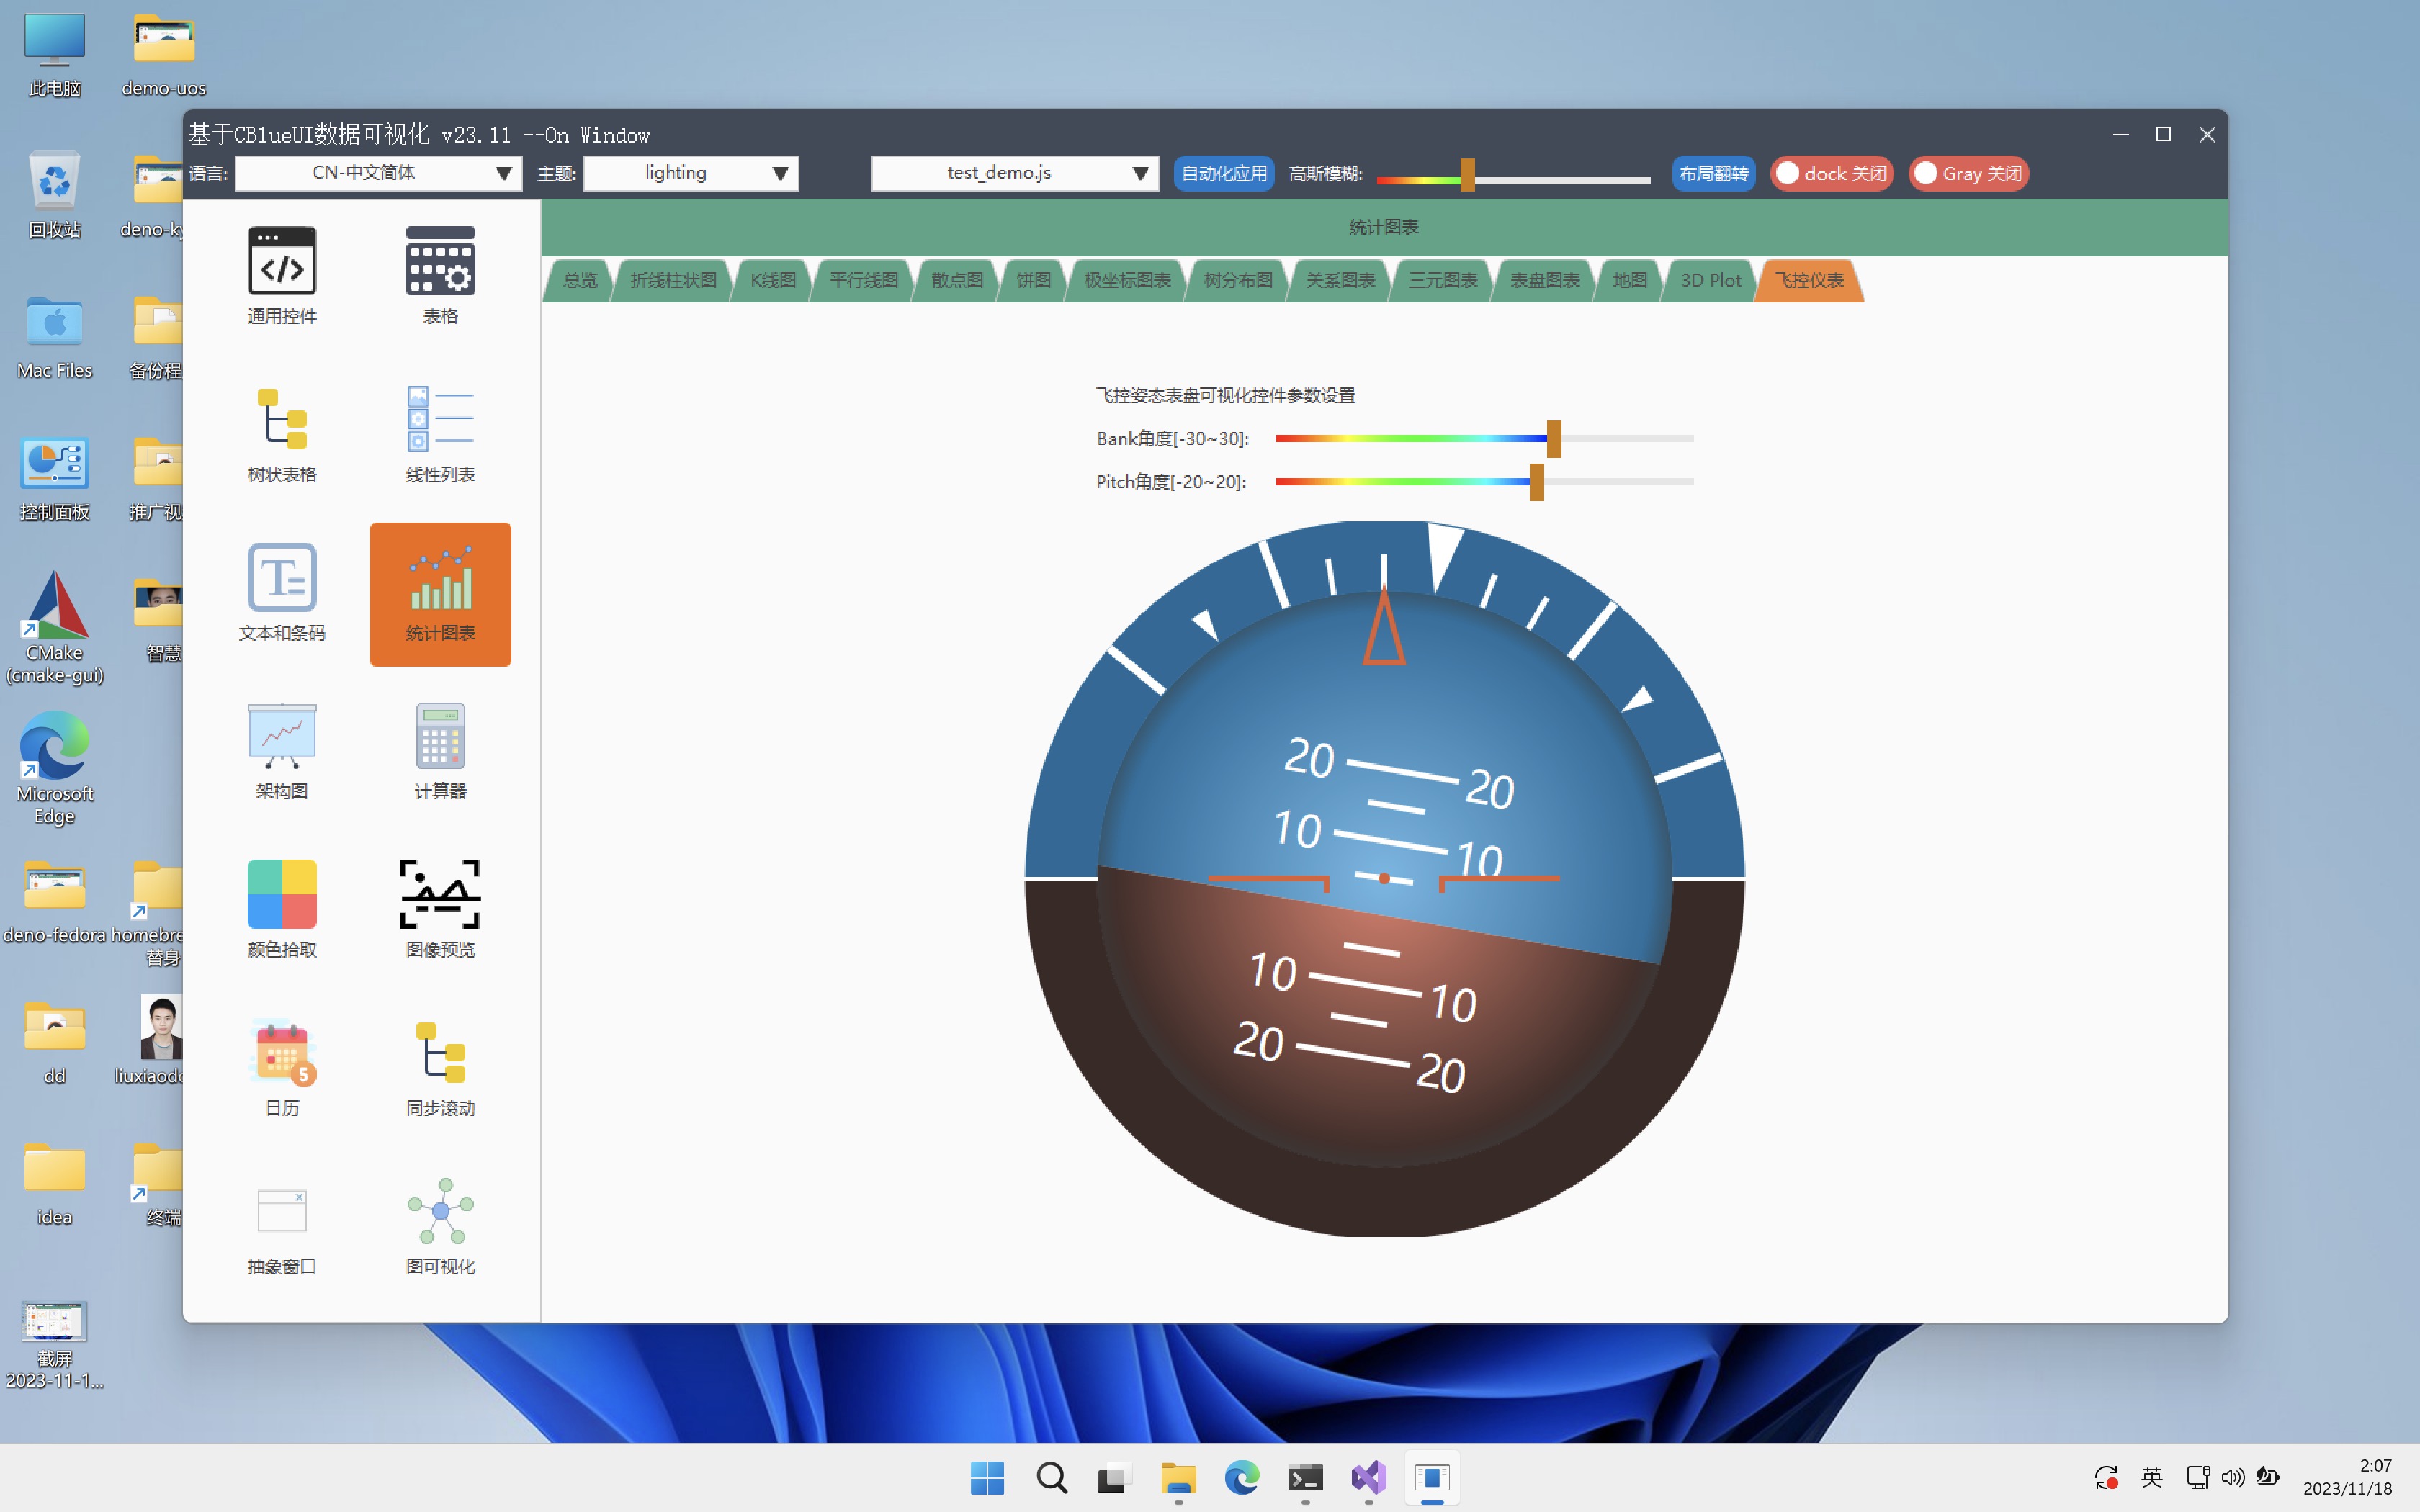 此电脑
demo-uos
回收站
deno-ky
Mac Files
备份程
控制面板
推广视
CMake
(cmake-gui)
智慧
Microsoft
Edge
deno-fedora
homebre
替身
dd
liuxiaodo
idea
终端
截屏
2023-11-1...
基于CBlueUI数据可视化 v23.11 --On Window
语言:
CN-中文简体
主题:
lighting
test_demo.js
自动化应用
高斯模糊:
布局翻转
dock 关闭
Gray 关闭
通用控件
表格
树状表格
线性列表
文本和条码
统计图表
架构图
计算器
颜色拾取
图像预览
5
日历
同步滚动
抽象窗口
图可视化
统计图表
总览
折线柱状图
K线图
平行线图
散点图
饼图
极坐标图表
树分布图
关系图表
三元图表
表盘图表
地图
3D Plot
飞控仪表
飞控姿态表盘可视化控件参数设置
Bank角度[-30~30]:
Pitch角度[-20~20]:
20 20
10 10
10 10
20 20
英
2:07
2023/11/18